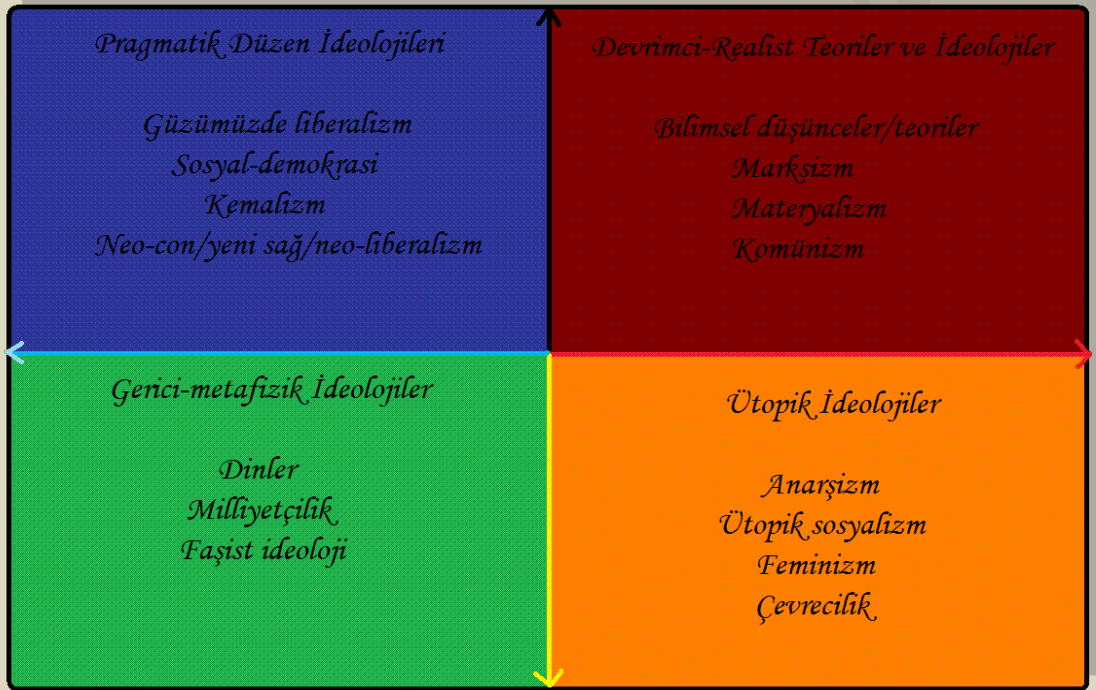 Pragmatik Düzen İdeolojileri
Güzümüzde liberalizm
Sosyal-demokrasi
Kemalizm
Neo-con/yeni sağ/neo-liberalizm
Devrimci-Realist Teoriler ve İdeolojiler
Bilimsel düşünceler/teoriler
Marksizm
Materyalizm
Komünizm
Gerici-metafizik İdeolojiler
Dinler
Milliyetçilik
Faşist ideoloji
Ütopik İdeolojiler
Anarşizm
Ütopik sosyalizm
Feminizm
Çevrecilik